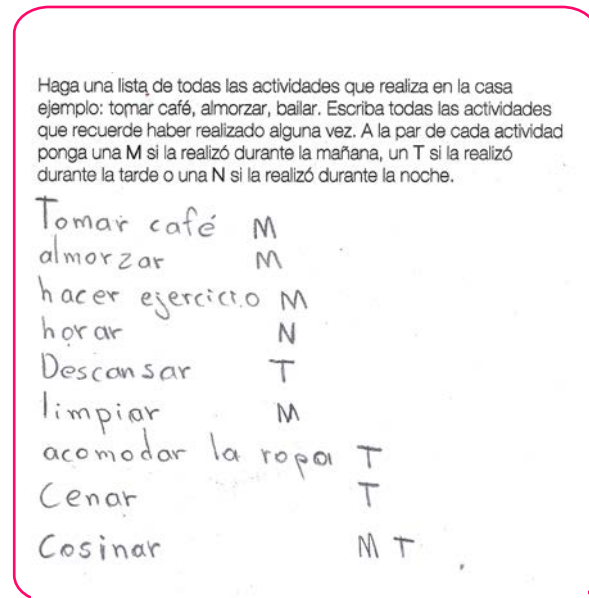 Haga una lista de todas las actividades que realiza en la casa
ejemplo: tomar café, almorzar, bailar. Escriba todas las actividades
que recuerde haber realizado alguna vez. A la par de cada actividad
ponga una M si la realizó durante la mañana, un T si la realizó
durante la tarde o una N si la realizó durante la noche.
Tomar café M
almorzar M
hacer ejercicio M
horar N
Descansar T
limpiar M
acomodar la ropa T
Cenar T
Cosinar M T